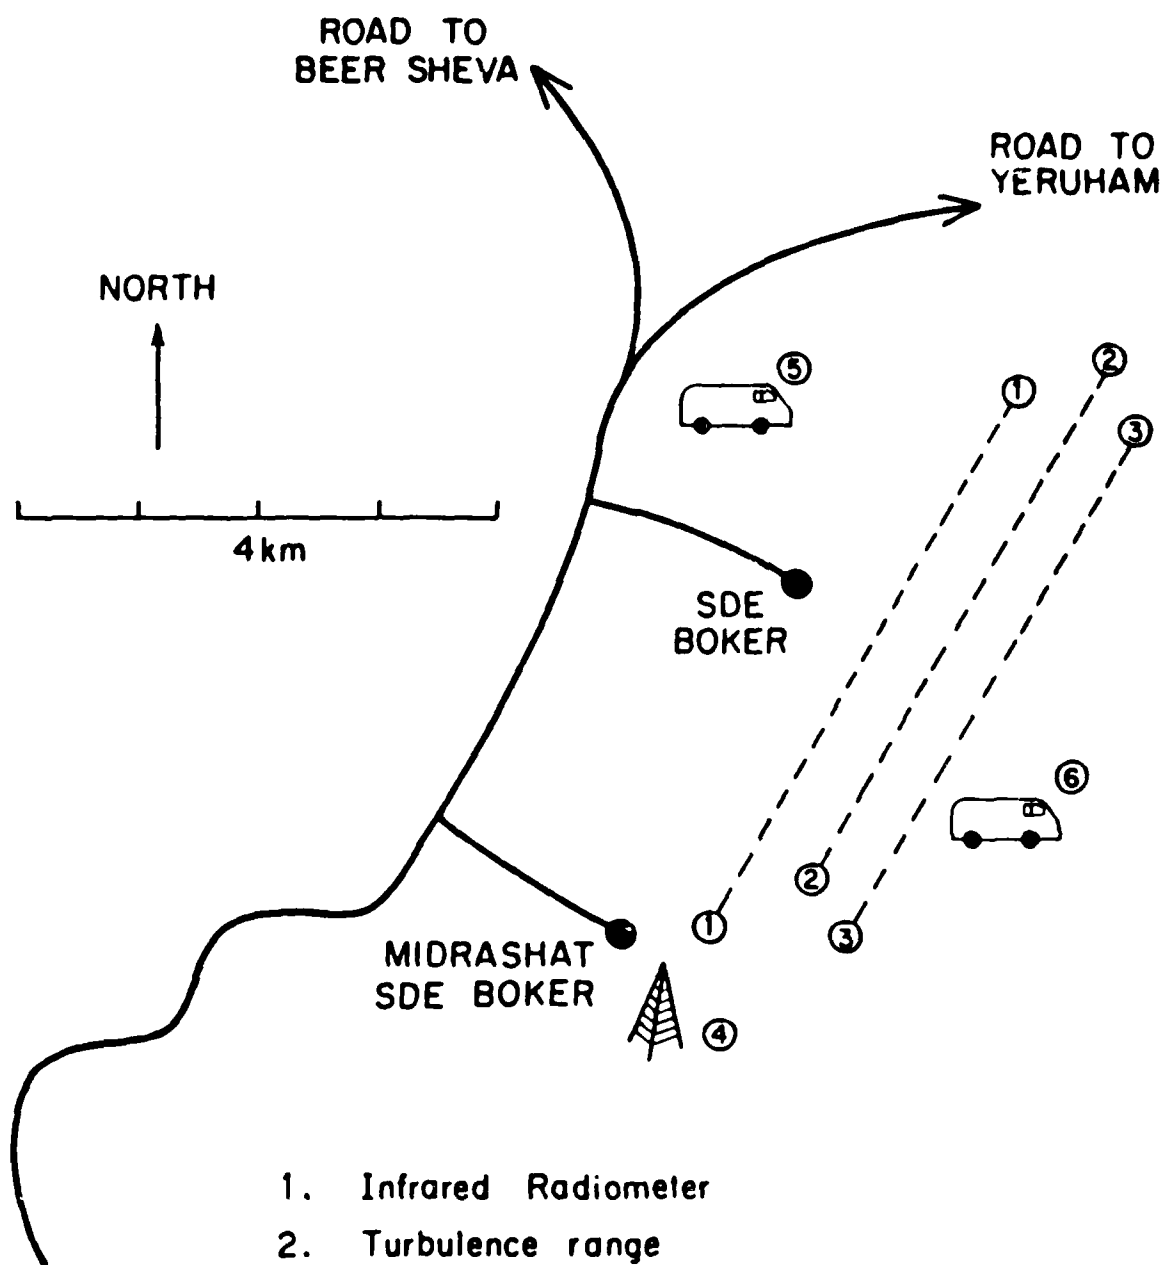 ROAD TO
BEER SHEVA
ROAD TO
YERUHAM
NORTH
5
2
1
3
4km
SDE
BOKER
6
2
1
3
MIDRASHAT
SDE BOKER
4
1. Infrared Radiometer
2. Turbulence range